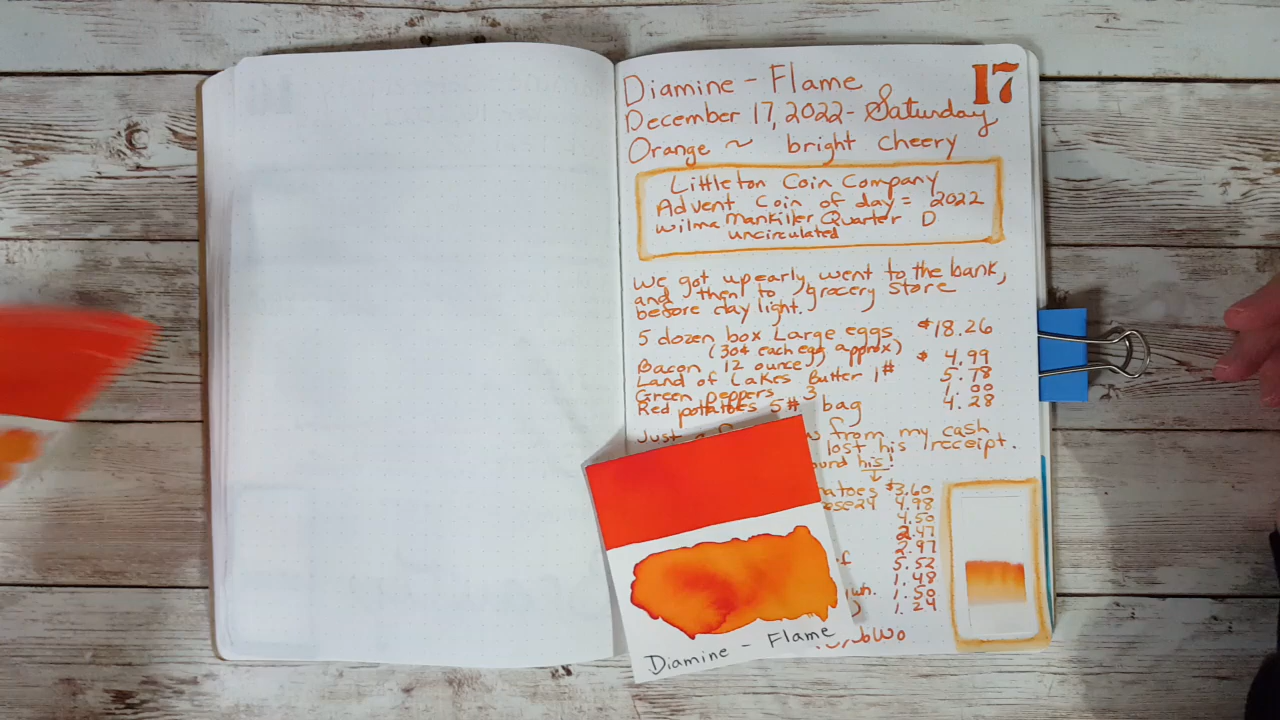 Diamine - Flame
17
December 17, 2022 - Saturday
Orange ~ bright cheery
Littleton Coin Company
Advent Coin of day = 2022
Wilma Mankiller Quarter D
uncirculated
We got up early, went to the bank,
and then to grocery store
before day light.
5 dozen box Large eggs $18.26
(30¢ each egg approx)
Bacon 12 ounce $ 4.99
Land of Lakes Butter 1# 5.78
Green peppers 3 1.00
Red potatoes 5# bag 4.28
Just a from my cash
lost his receipt.
his!
$3.60
4.98
4.50
2.47
2.97
5.52
1.48
1.50
1.24
Diamine - Flame